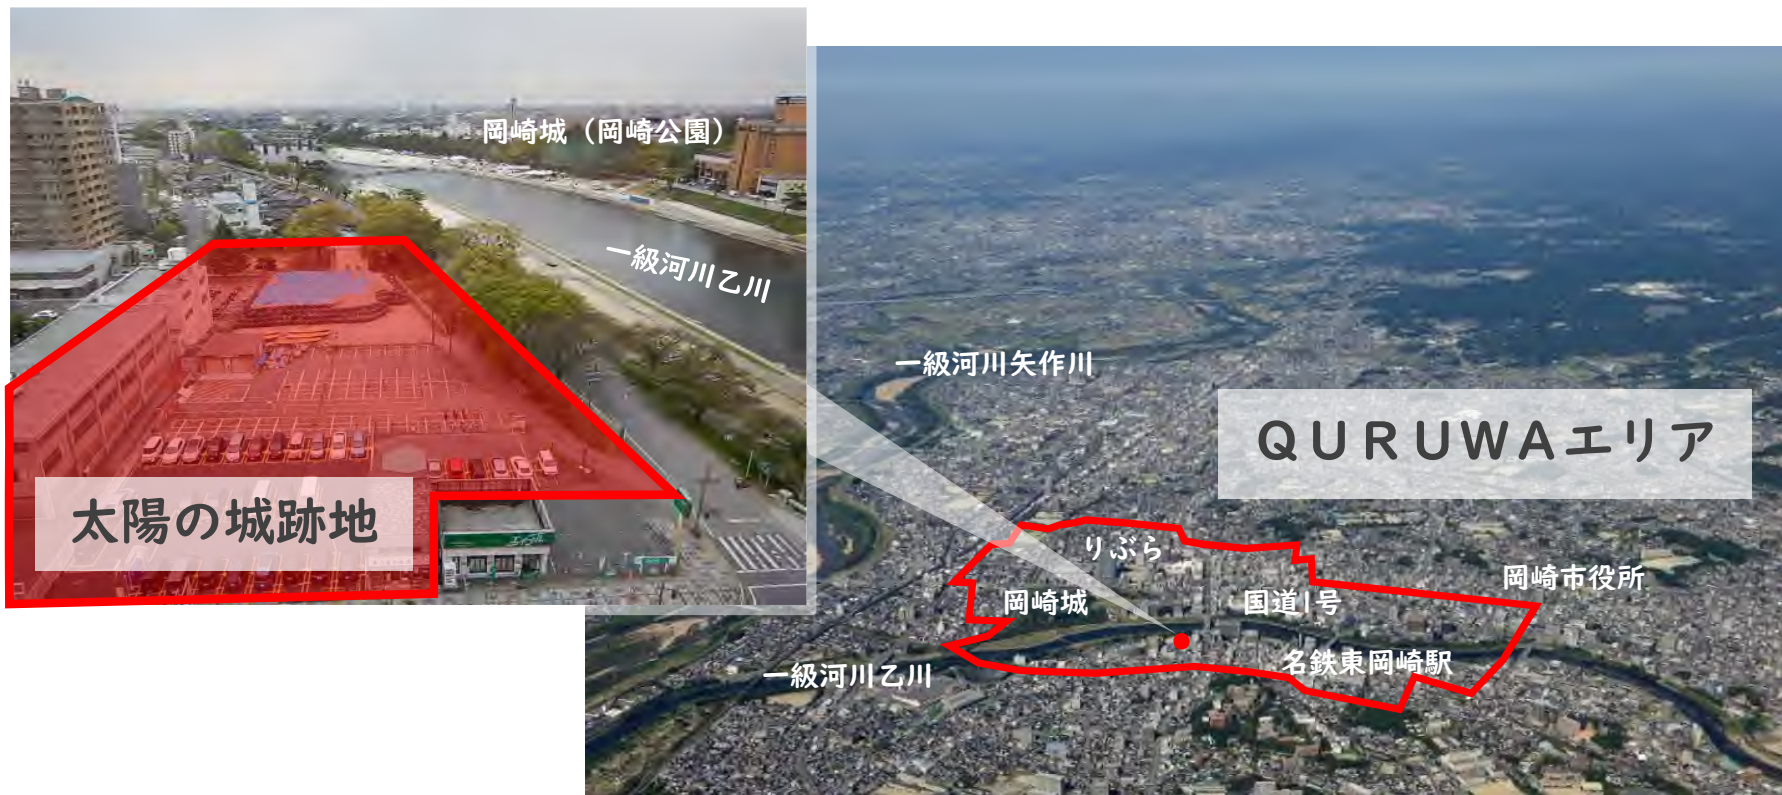 岡崎城（岡崎公園）
一級河川乙川
太陽の城跡地
一級河川矢作川
ＱＵＲＵＷＡエリア
りぶら
岡崎市役所
岡崎城
国道1号
名鉄東岡崎駅
一級河川乙川